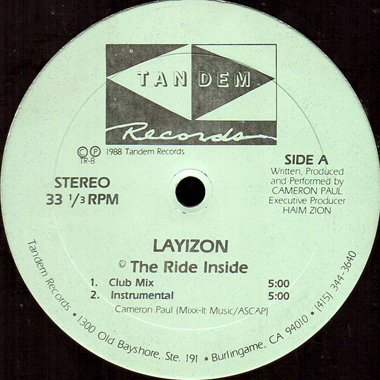 TANDEM
Records
© ℗ 1988 Tandem Records
TR-8
SIDE A
Written, Produced
and Performed by
CAMERON PAUL
Executive Producer
HAIM ZION
STEREO
33 1/3 RPM
LAYIZON
© The Ride Inside
1. Club Mix 5:00
2. Instrumental 5:00
Cameron Paul (Mixx-It Music/ASCAP)
Tandem Records • 1300 Old Bayshore, Ste. 191 • Burlingame, CA 94010 • (415) 344-3640